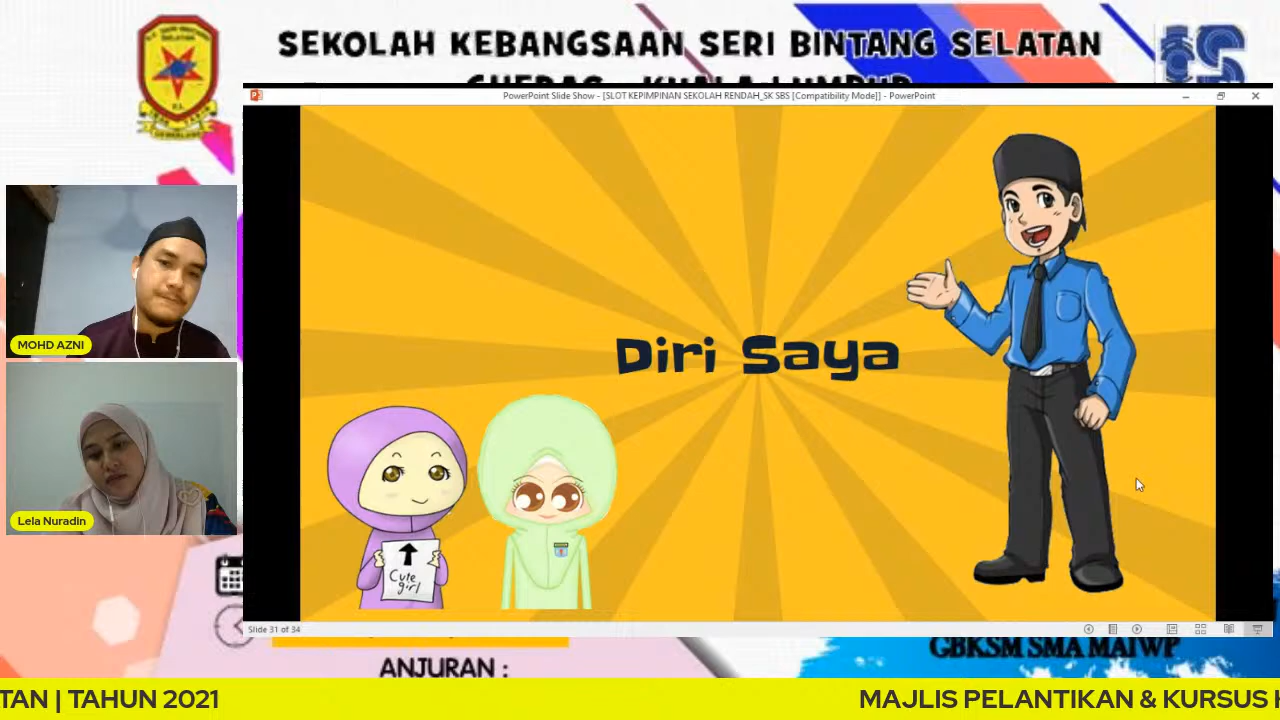 SEKOLAH KEBANGSAAN SERI BINTANG SELATAN
PowerPoint Slide Show - [SLOT KEPIMPINAN SEKOLAH RENDAH_SK SBS [Compatibility Mode]] - PowerPoint
MOHD AZNI
Lela Nuradin
Diri Saya
Cute
girl
Slide 31 of 34
GBKSM SMA MAIWP
ANJURAN :
TAN | TAHUN 2021
MAJLIS PELANTIKAN & KURSUS